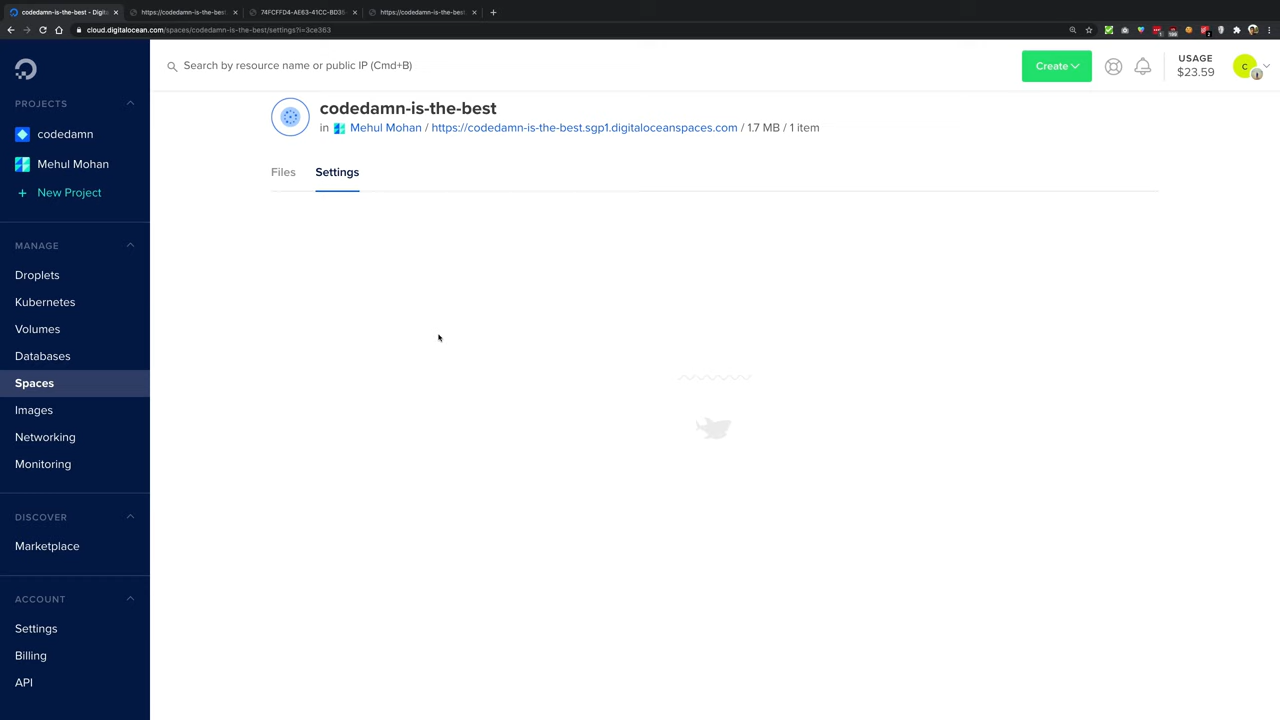 codedamn-is-the-best - Digit
https://codedamn-is-the-best
74FCFFD4-AE63-41CC-BD36-
https://codedamn-is-the-best
cloud.digitalocean.com/spaces/codedamn-is-the-best/settings?i=3ce363
Search by resource name or public IP (Cmd+B)
Create
USAGE
$23.59
C
PROJECTS
codedamn
Mehul Mohan
+ New Project
MANAGE
Droplets
Kubernetes
Volumes
Databases
Spaces
Images
Networking
Monitoring
DISCOVER
Marketplace
ACCOUNT
Settings
Billing
API
codedamn-is-the-best
in Mehul Mohan / https://codedamn-is-the-best.sgp1.digitaloceanspaces.com / 1.7 MB / 1 item
Files
Settings